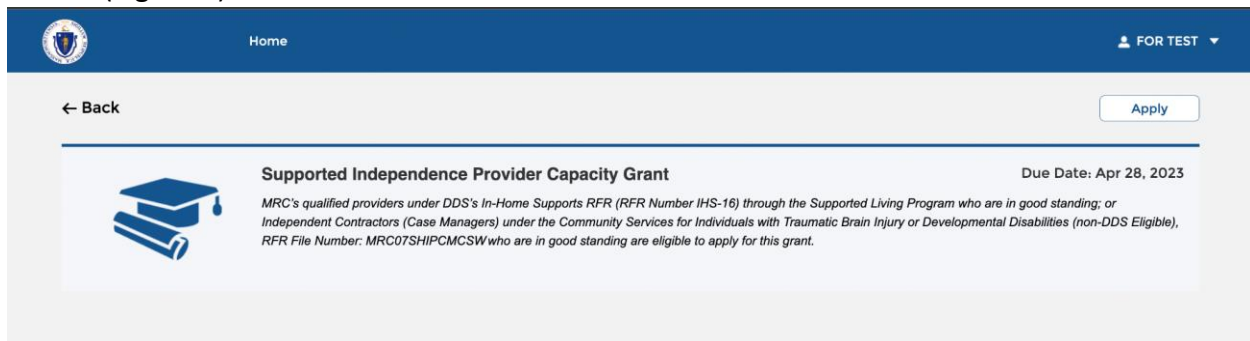 Home
FOR TEST
← Back
Apply
Supported Independence Provider Capacity Grant
Due Date: Apr 28, 2023
MRC's qualified providers under DDS's In-Home Supports RFR (RFR Number IHS-16) through the Supported Living Program who are in good standing; or
Independent Contractors (Case Managers) under the Community Services for Individuals with Traumatic Brain Injury or Developmental Disabilities (non-DDS Eligible),
RFR File Number: MRC07SHIPCMCSW who are in good standing are eligible to apply for this grant.